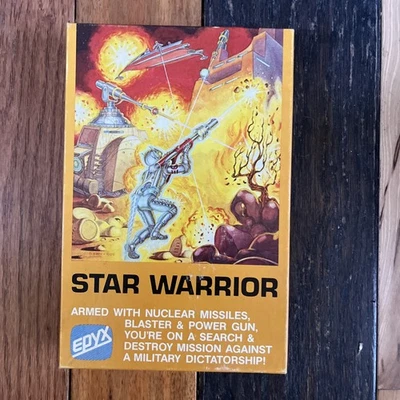 STAR WARRIOR
ARMED WITH NUCLEAR MISSILES,
BLASTER & POWER GUN,
YOU'RE ON A SEARCH &
DESTROY MISSION AGAINST
A MILITARY DICTATORSHIP!
EPYX